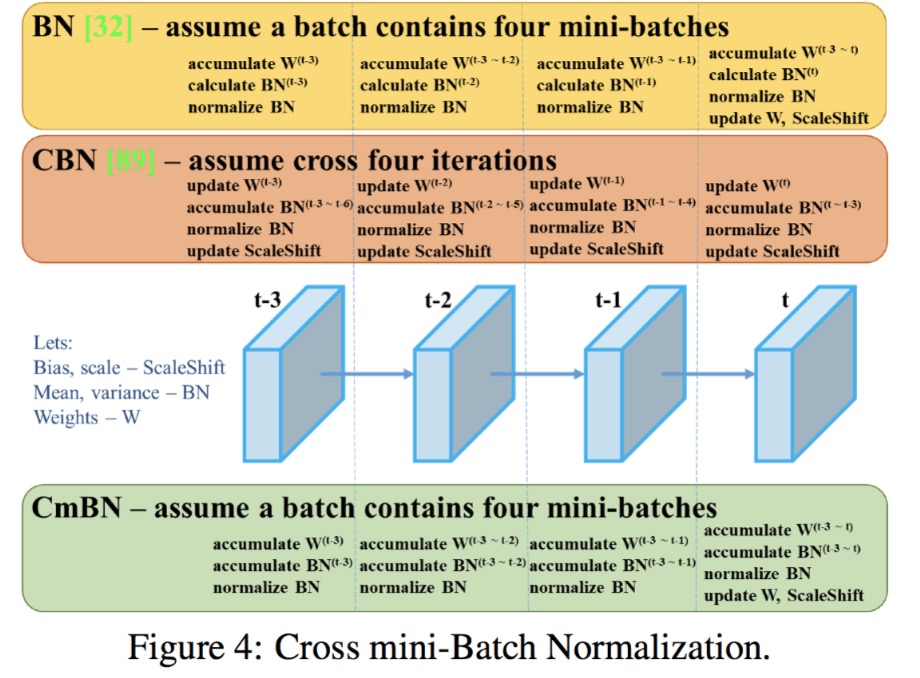 BN [32] – assume a batch contains four mini-batches
accumulate W(t-3)
calculate BN(t-3)
normalize BN
accumulate W(t-3 ~ t-2)
calculate BN(t-2)
normalize BN
accumulate W(t-3 ~ t-1)
calculate BN(t-1)
normalize BN
accumulate W(t-3 ~ t)
calculate BN(t)
normalize BN
update W, ScaleShift
CBN [89] – assume cross four iterations
update W(t-3)
accumulate BN(t-3 ~ t-6)
normalize BN
update ScaleShift
update W(t-2)
accumulate BN(t-2 ~ t-5)
normalize BN
update ScaleShift
update W(t-1)
accumulate BN(t-1 ~ t-4)
normalize BN
update ScaleShift
update W(t)
accumulate BN(t ~ t-3)
normalize BN
update ScaleShift
t-3
t-2
t-1
t
Lets:
Bias, scale – ScaleShift
Mean, variance – BN
Weights – W
CmBN – assume a batch contains four mini-batches
accumulate W(t-3)
accumulate BN(t-3)
normalize BN
accumulate W(t-3 ~ t-2)
accumulate BN(t-3 ~ t-2)
normalize BN
accumulate W(t-3 ~ t-1)
accumulate BN(t-3 ~ t-1)
normalize BN
accumulate W(t-3 ~ t)
accumulate BN(t-3 ~ t)
normalize BN
update W, ScaleShift
Figure 4: Cross mini-Batch Normalization.